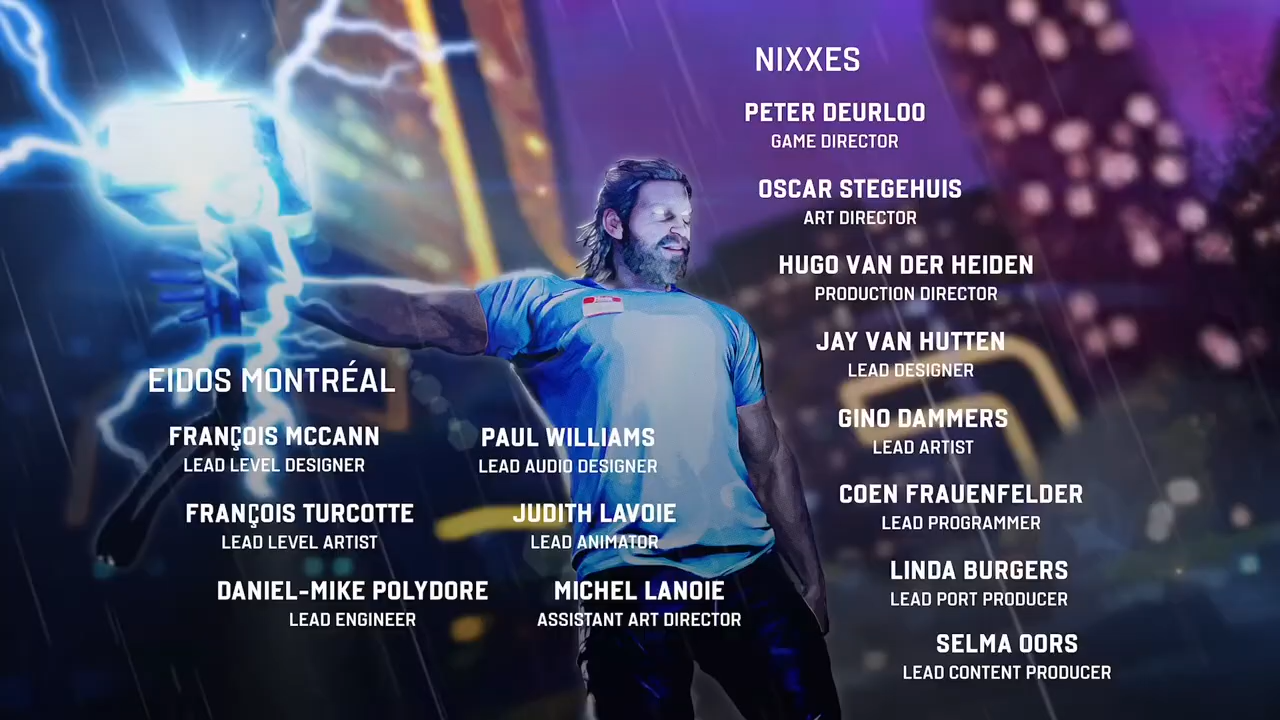 EIDOS MONTRÉAL
FRANÇOIS MCCANN
LEAD LEVEL DESIGNER
FRANÇOIS TURCOTTE
LEAD LEVEL ARTIST
DANIEL-MIKE POLYDORE
LEAD ENGINEER
PAUL WILLIAMS
LEAD AUDIO DESIGNER
JUDITH LAVOIE
LEAD ANIMATOR
MICHEL LANOIE
ASSISTANT ART DIRECTOR
NIXXES
PETER DEURLOO
GAME DIRECTOR
OSCAR STEGEHUIS
ART DIRECTOR
HUGO VAN DER HEIDEN
PRODUCTION DIRECTOR
JAY VAN HUTTEN
LEAD DESIGNER
GINO DAMMERS
LEAD ARTIST
COEN FRAUENFELDER
LEAD PROGRAMMER
LINDA BURGERS
LEAD PORT PRODUCER
SELMA OORS
LEAD CONTENT PRODUCER